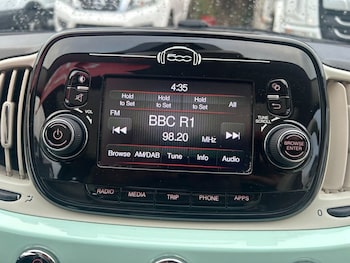 500
4:35
Hold to Set Hold to Set Hold to Set All
FM
BBC R1
98.20 MHz
Browse AM/DAB Tune Info Audio
VOL
TUNE SCROLL
BROWSE ENTER
RADIO MEDIA TRIP PHONE APPS